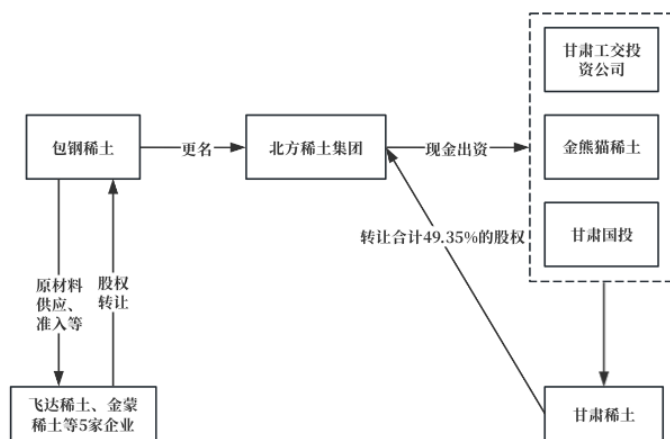 甘肃工交投
资公司
包钢稀土
更名
北方稀土集团
现金出资
金熊猫稀土
转让合计49.35%的股权
甘肃国投
原材料
供应、
准入等
股权
转让
飞达稀土、金蒙
稀土等5家企业
甘肃稀土